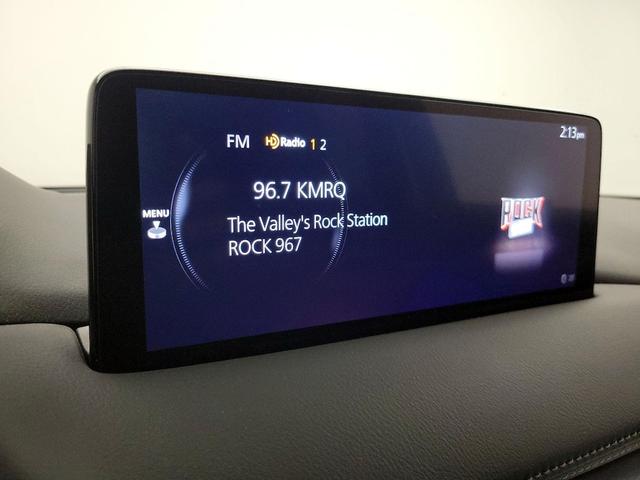 2:13pm
FM HD Radio 1 2
96.7 KMRQ
MENU
The Valley's Rock Station
ROCK 967
ROCK